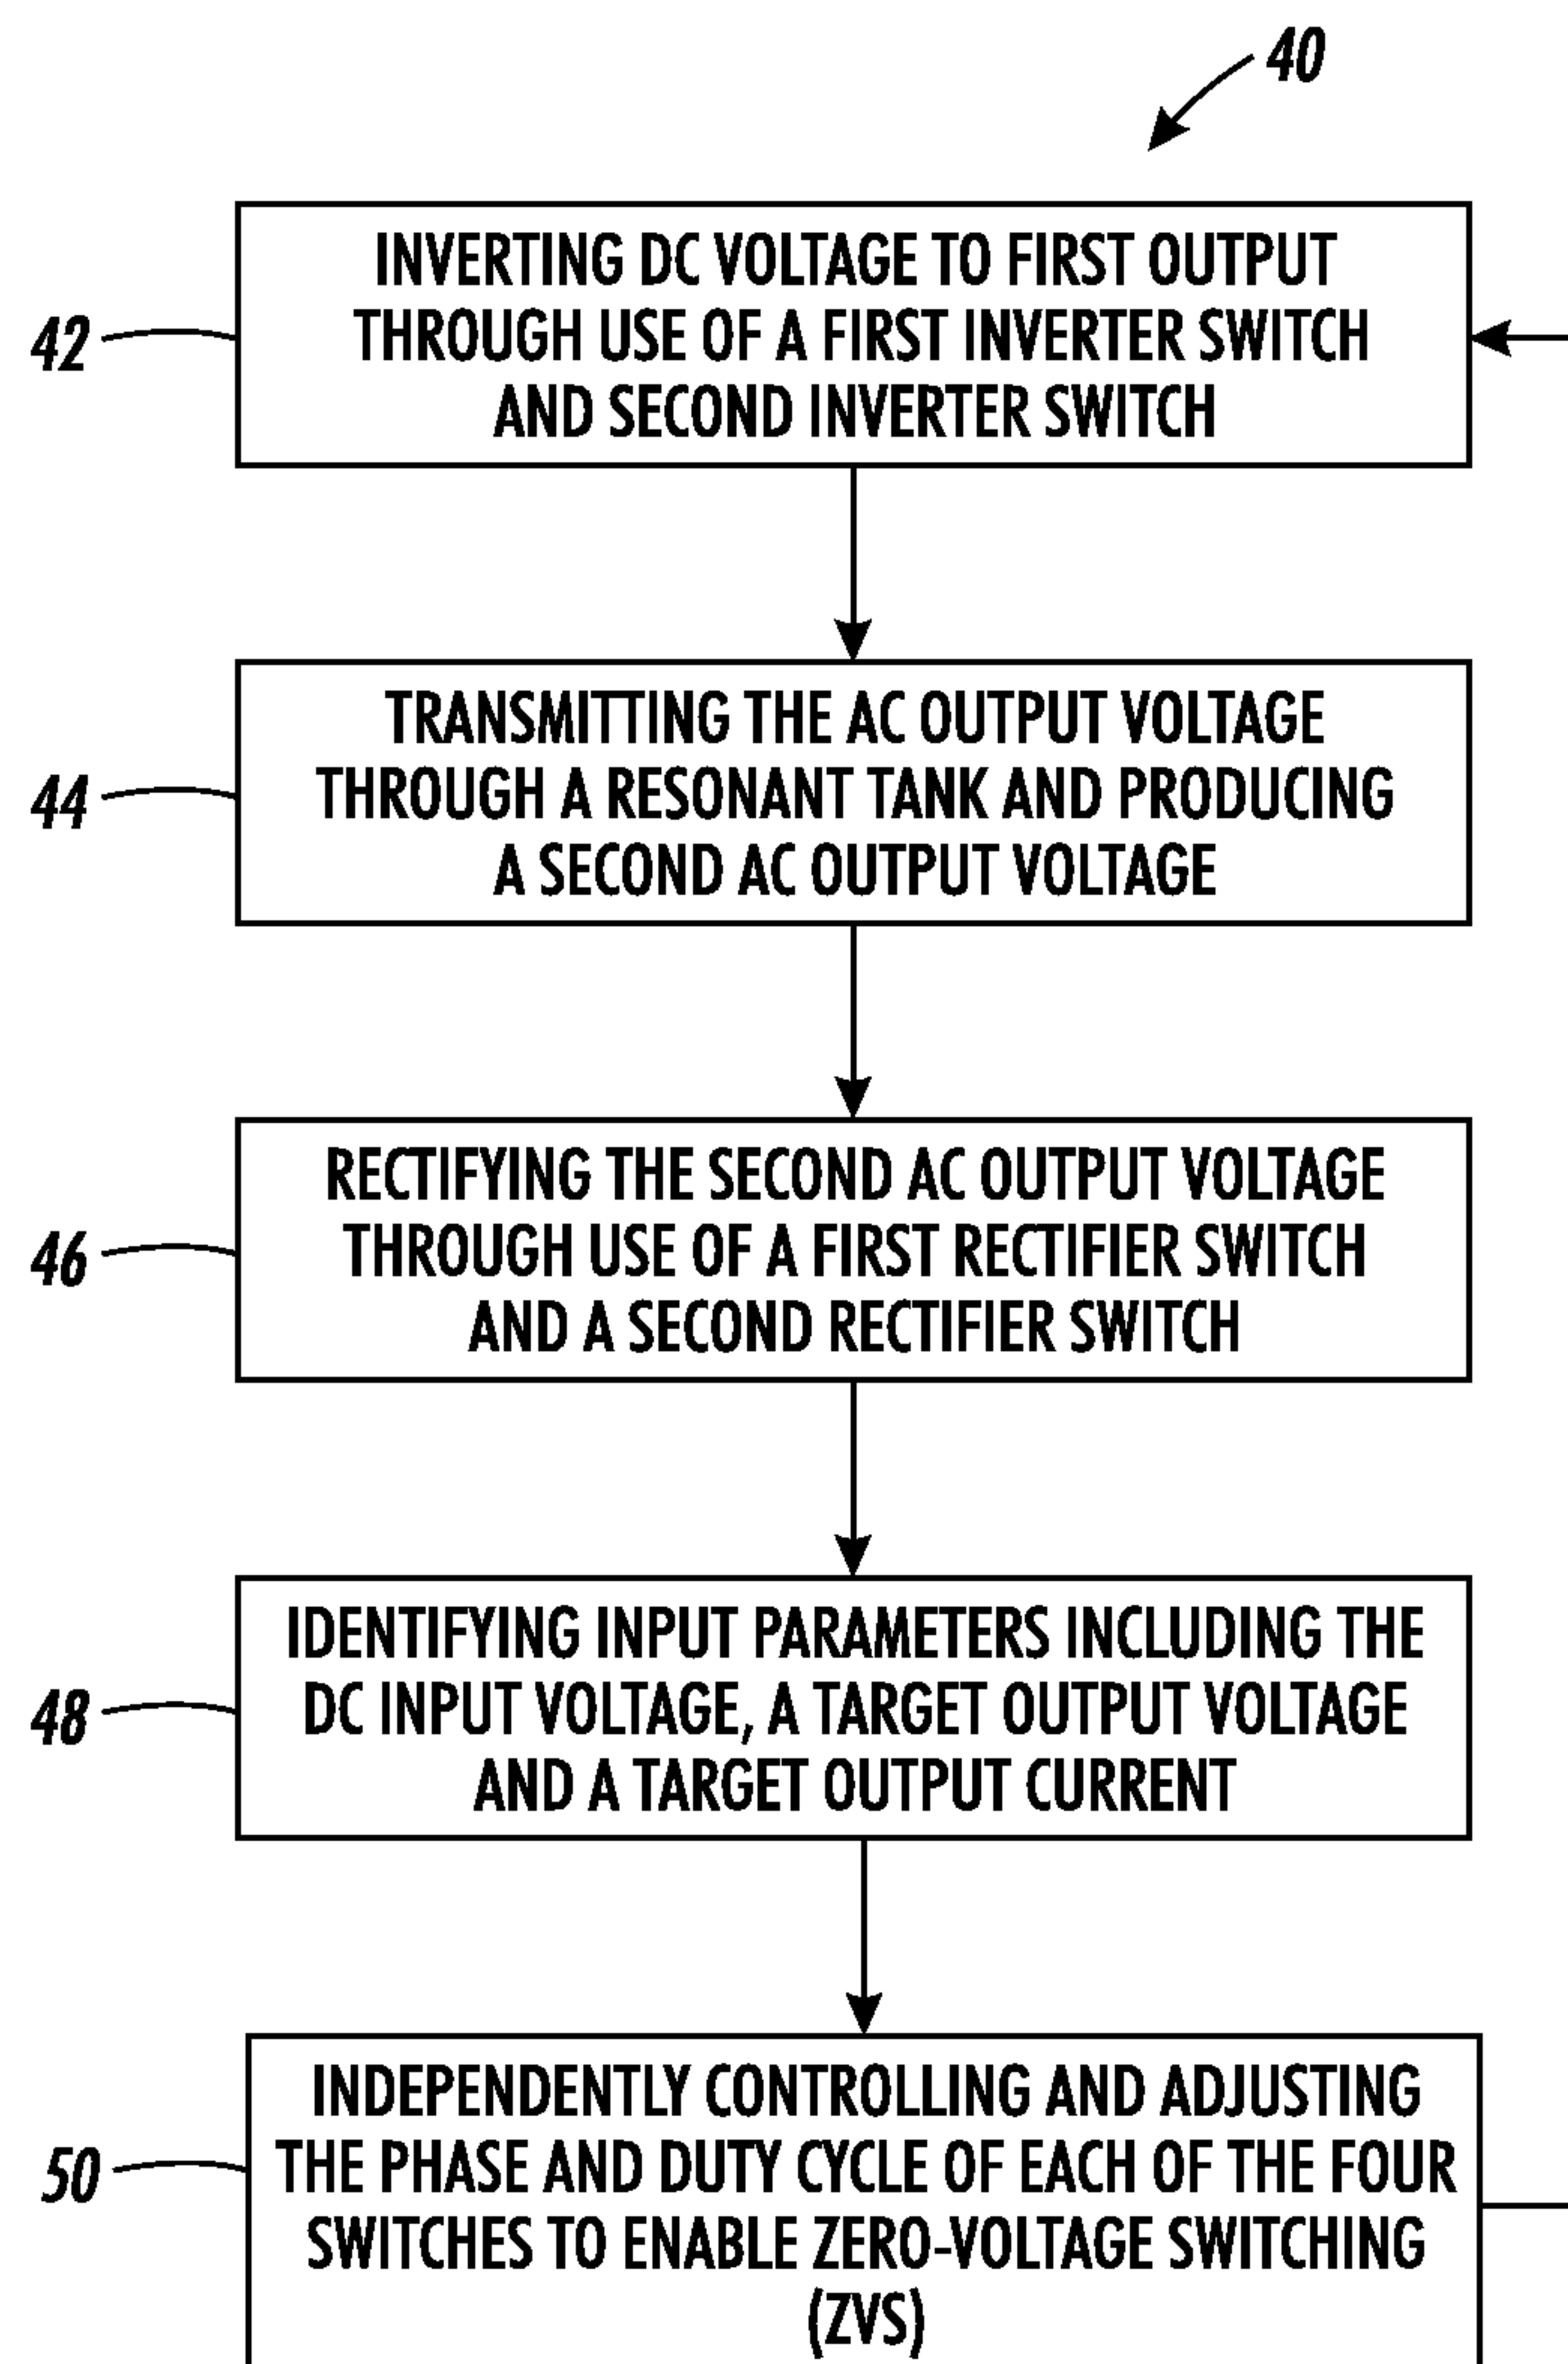 40
INVERTING DC VOLTAGE TO FIRST OUTPUT
THROUGH USE OF A FIRST INVERTER SWITCH
AND SECOND INVERTER SWITCH
42
TRANSMITTING THE AC OUTPUT VOLTAGE
THROUGH A RESONANT TANK AND PRODUCING
A SECOND AC OUTPUT VOLTAGE
44
RECTIFYING THE SECOND AC OUTPUT VOLTAGE
THROUGH USE OF A FIRST RECTIFIER SWITCH
AND A SECOND RECTIFIER SWITCH
46
IDENTIFYING INPUT PARAMETERS INCLUDING THE
DC INPUT VOLTAGE, A TARGET OUTPUT VOLTAGE
AND A TARGET OUTPUT CURRENT
48
INDEPENDENTLY CONTROLLING AND ADJUSTING
THE PHASE AND DUTY CYCLE OF EACH OF THE FOUR
SWITCHES TO ENABLE ZERO-VOLTAGE SWITCHING
(ZVS)
50